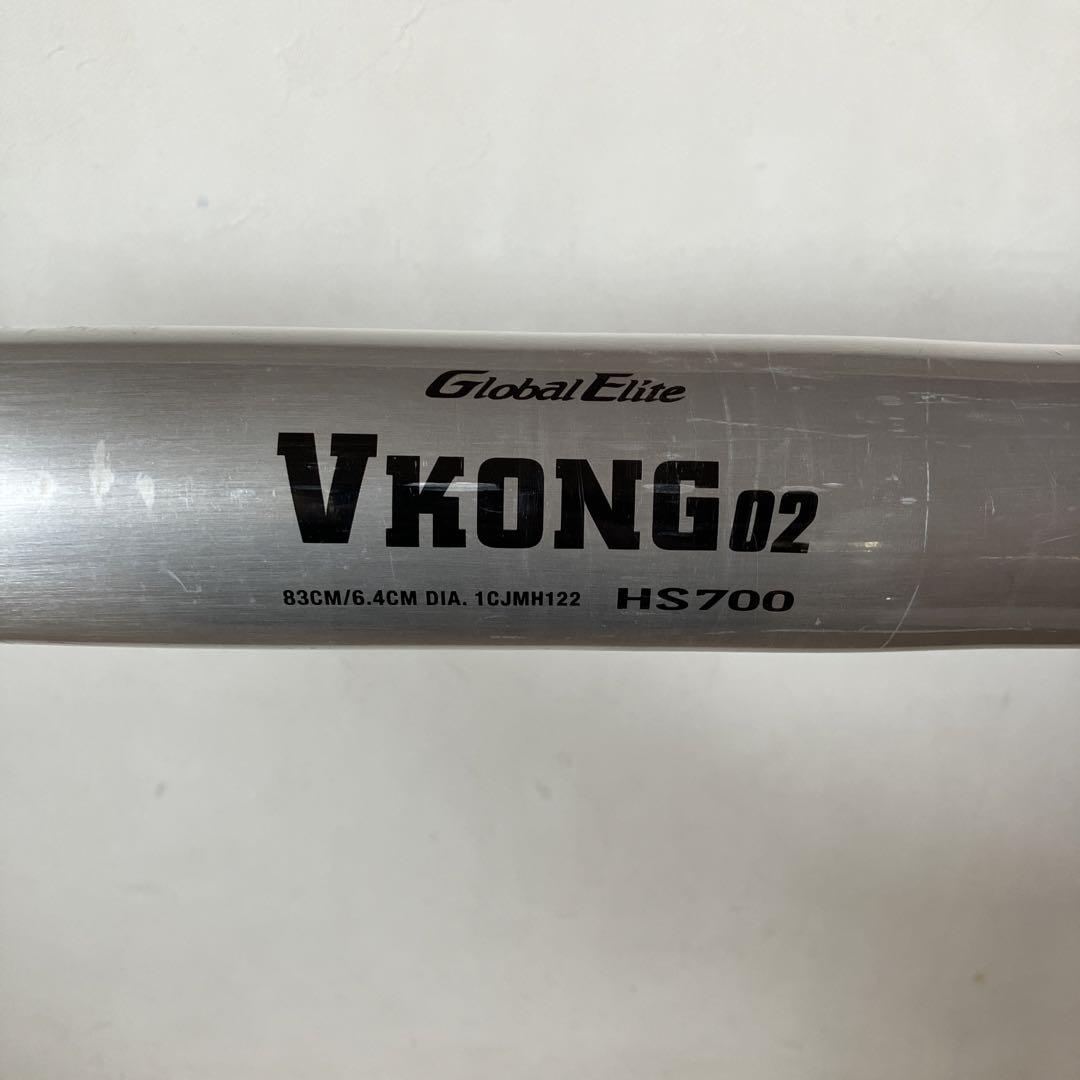 Global Elite
VKONG02
83CM/6.4CM DIA. 1CJMH122 HS700